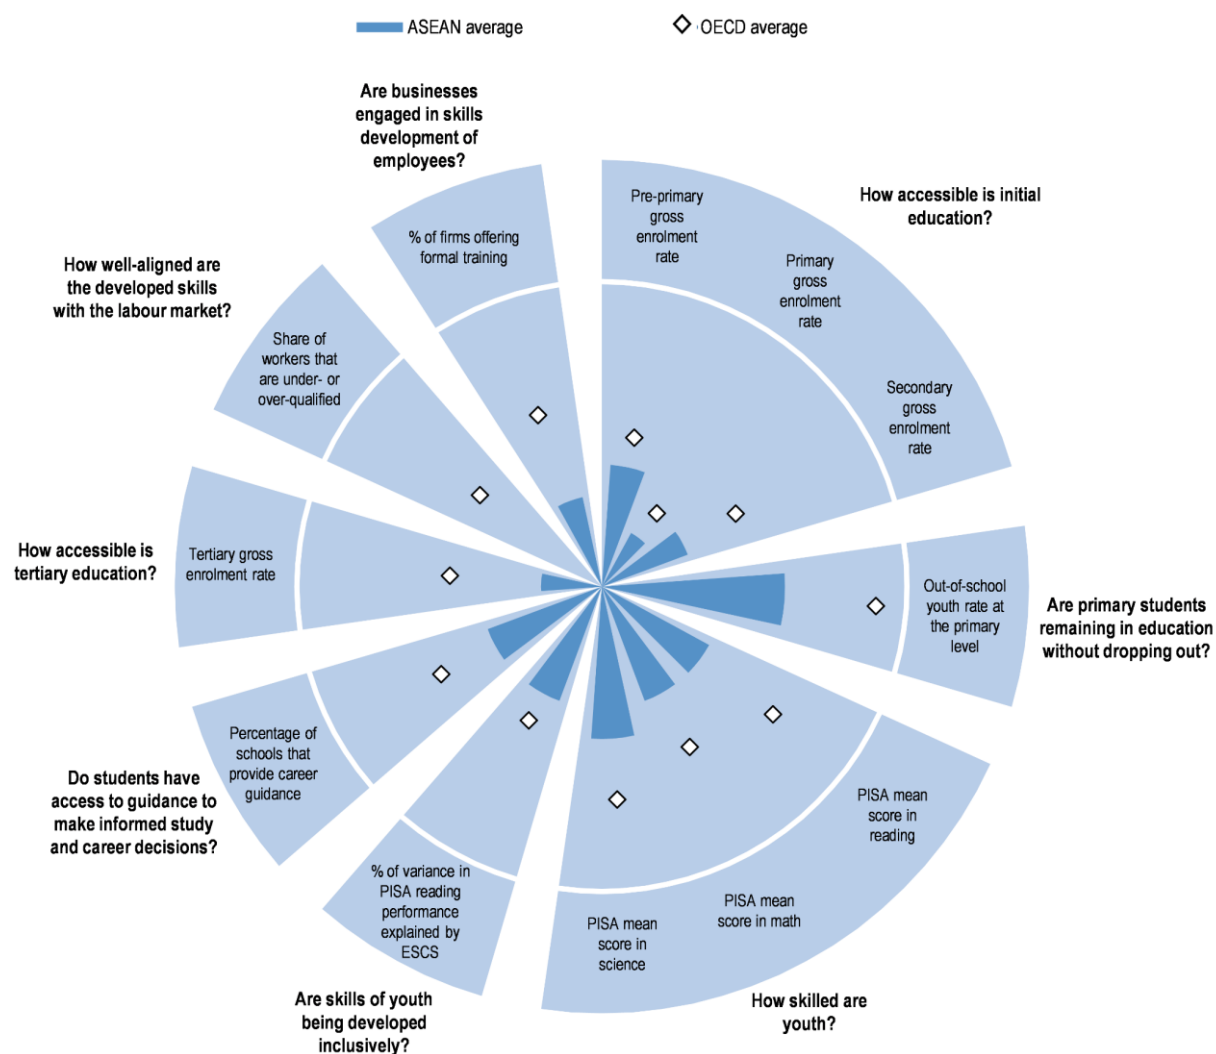 ASEAN average
OECD average
Are businesses
engaged in skills
development of
employees?
% of firms offering
formal training
Pre-primary
gross
enrolment
rate
How accessible is initial
education?
Primary
gross
enrolment
rate
Secondary
gross
enrolment
rate
How well-aligned are
the developed skills
with the labour market?
Share of
workers that
are under- or
over-qualified
How accessible is
tertiary education?
Tertiary gross
enrolment rate
Out-of-school
youth rate at
the primary
level
Are primary students
remaining in education
without dropping out?
Do students have
access to guidance to
make informed study
and career decisions?
Percentage of
schools that
provide career
guidance
% of variance in
PISA reading
performance
explained by
ESCS
Are skills of youth
being developed
inclusively?
PISA mean
score in
science
PISA mean
score in math
PISA mean
score in
reading
How skilled are
youth?